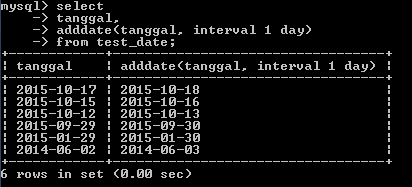 mysql> select
    -> tanggal,
    -> adddate(tanggal, interval 1 day)
    -> from test_date;
+------------+----------------------------------+
| tanggal    | adddate(tanggal, interval 1 day) |
+------------+----------------------------------+
| 2015-10-17 | 2015-10-18                       |
| 2015-10-15 | 2015-10-16                       |
| 2015-10-12 | 2015-10-13                       |
| 2015-09-29 | 2015-09-30                       |
| 2015-01-29 | 2015-01-30                       |
| 2014-06-02 | 2014-06-03                       |
+------------+----------------------------------+
6 rows in set (0.00 sec)